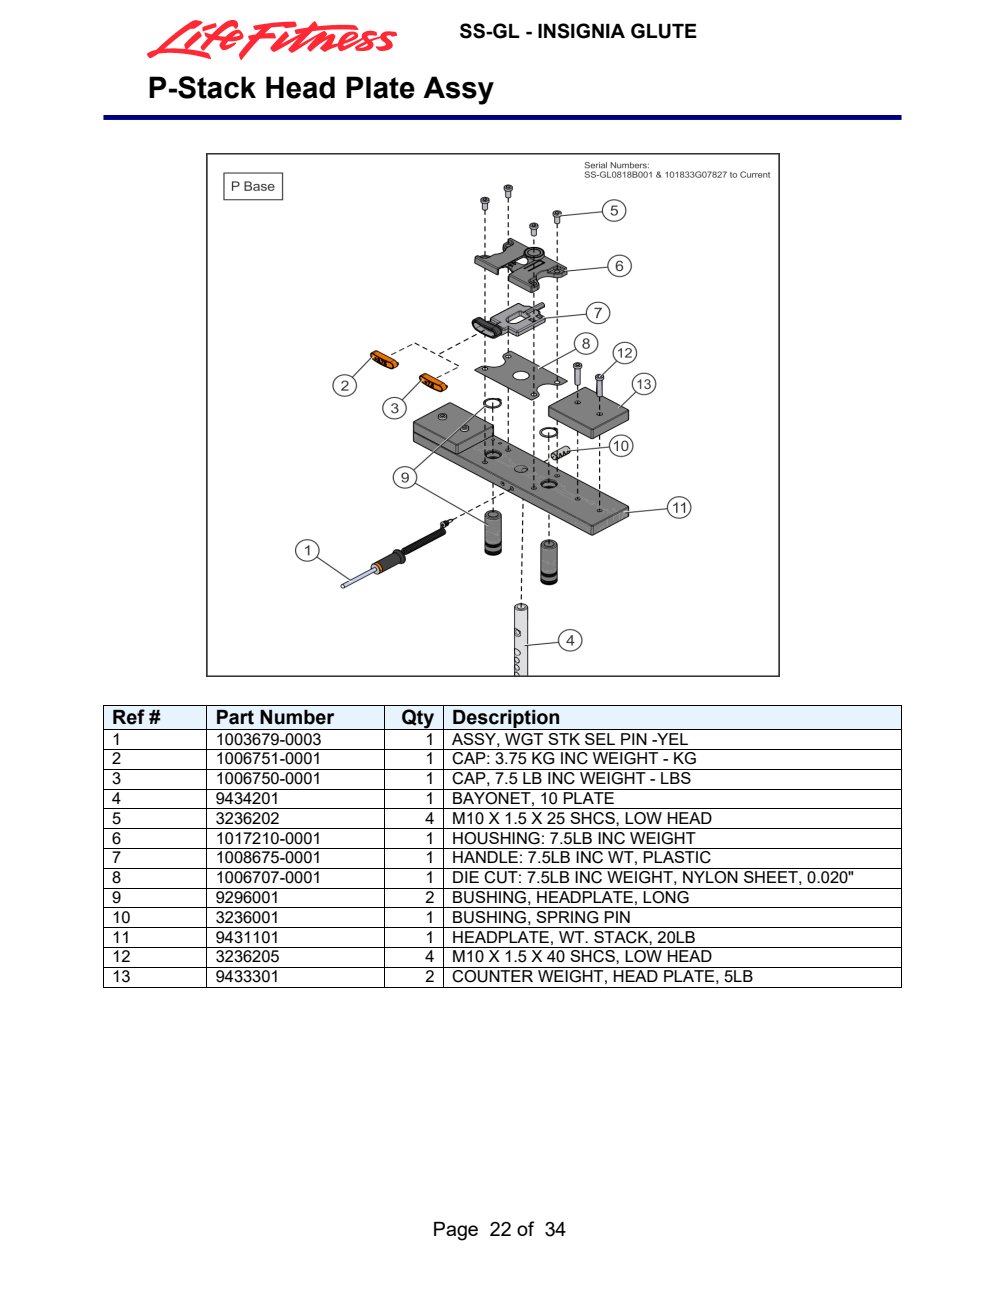 Life Fitness
SS-GL - INSIGNIA GLUTE
P-Stack Head Plate Assy
P Base
Serial Numbers:
SS-GL0818B001 & 101833G07827 to Current
5
6
7
8
12
2
13
3
10
9
11
1
4
Ref # Part Number Qty Description
1 1003679-0003 1 ASSY, WGT STK SEL PIN -YEL
2 1006751-0001 1 CAP: 3.75 KG INC WEIGHT - KG
3 1006750-0001 1 CAP, 7.5 LB INC WEIGHT - LBS
4 9434201 1 BAYONET, 10 PLATE
5 3236202 4 M10 X 1.5 X 25 SHCS, LOW HEAD
6 1017210-0001 1 HOUSHING: 7.5LB INC WEIGHT
7 1008675-0001 1 HANDLE: 7.5LB INC WT, PLASTIC
8 1006707-0001 1 DIE CUT: 7.5LB INC WEIGHT, NYLON SHEET, 0.020"
9 9296001 2 BUSHING, HEADPLATE, LONG
10 3236001 1 BUSHING, SPRING PIN
11 9431101 1 HEADPLATE, WT. STACK, 20LB
12 3236205 4 M10 X 1.5 X 40 SHCS, LOW HEAD
13 9433301 2 COUNTER WEIGHT, HEAD PLATE, 5LB
Page 22 of 34